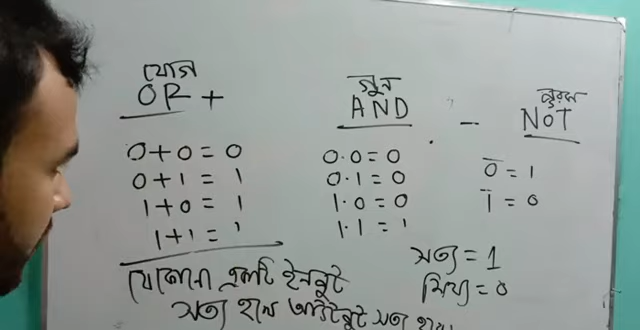 যোগ
OR +
0 + 0 = 0
0 + 1 = 1
1 + 0 = 1
1 + 1 = 1
গুন
AND .
0 . 0 = 0
0 . 1 = 0
1 . 0 = 0
1 . 1 = 1
পূরক
– NOT
0̅ = 1
1̅ = 0
সত্য = 1
মিথ্যা = 0
যেকোনো একটি ইনপুট
সত্য হলে আউটপুট সত্য হবে